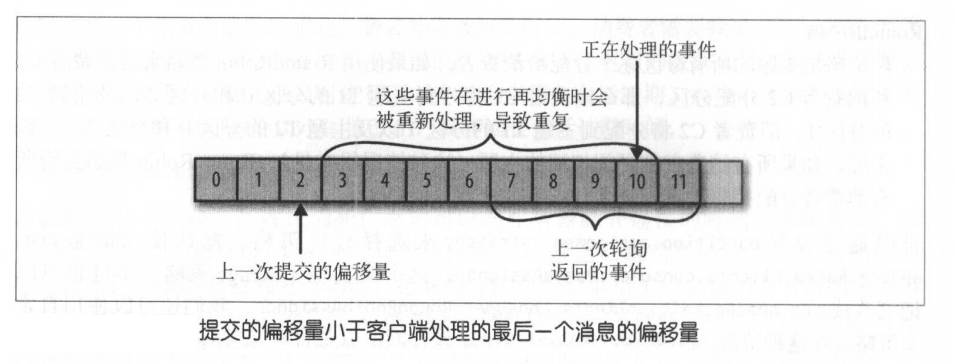 正在处理的事件
这些事件在进行再均衡时会
被重新处理，导致重复
0 1 2 3 4 5 6 7 8 9 10 11
上一次提交的偏移量
上一次轮询
返回的事件
提交的偏移量小于客户端处理的最后一个消息的偏移量